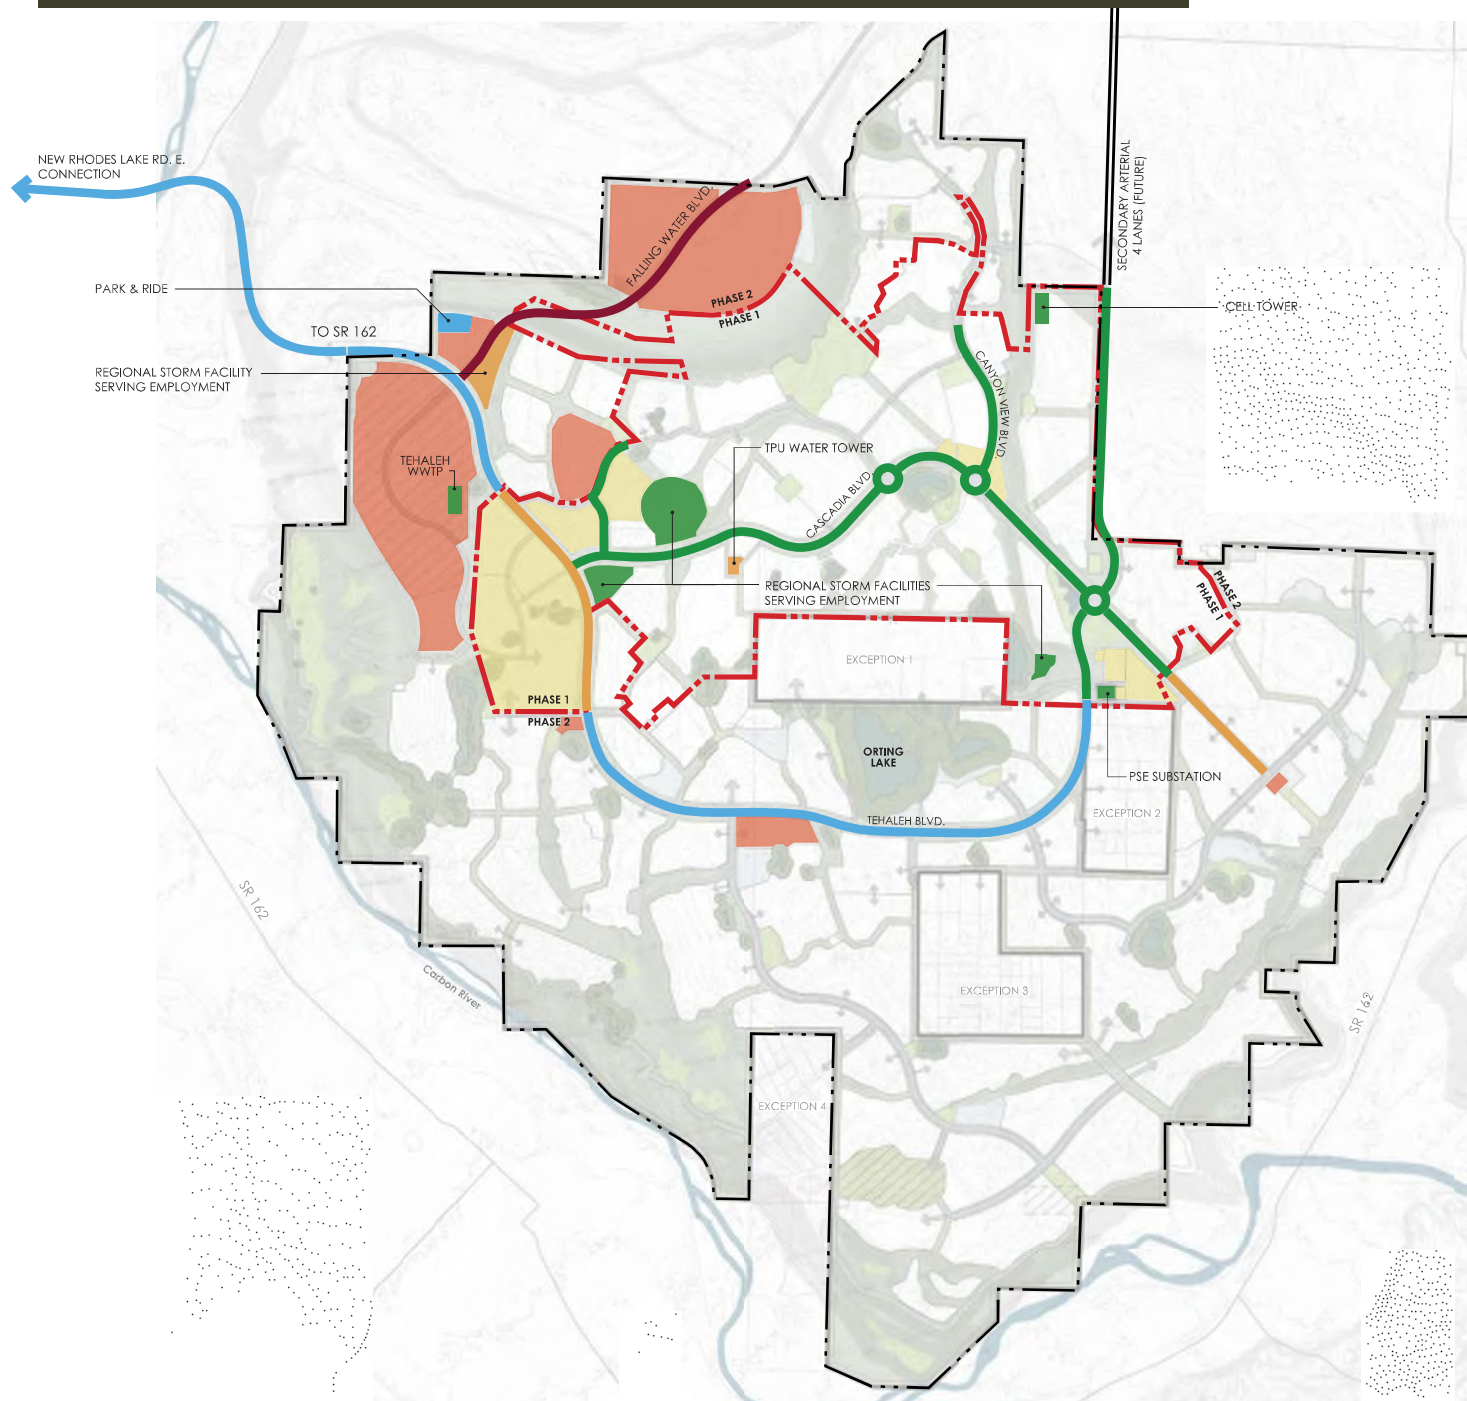 NEW RHODES LAKE RD. E.
CONNECTION
SECONDARY ARTERIAL
4 LANES (FUTURE)
FALLING WATER BLVD.
PARK & RIDE
PHASE 2
PHASE 1
CELL TOWER
TO SR 162
REGIONAL STORM FACILITY
SERVING EMPLOYMENT
CANYON VIEW BLVD.
TPU WATER TOWER
TEHALEH
WWTP
CASCADIA BLVD.
REGIONAL STORM FACILITIES
SERVING EMPLOYMENT
PHASE 2
PHASE 1
EXCEPTION 1
PHASE 1
PHASE 2
ORTING
LAKE
PSE SUBSTATION
TEHALEH BLVD.
EXCEPTION 2
SR 162
Carbon River
EXCEPTION 3
SR 162
EXCEPTION 4